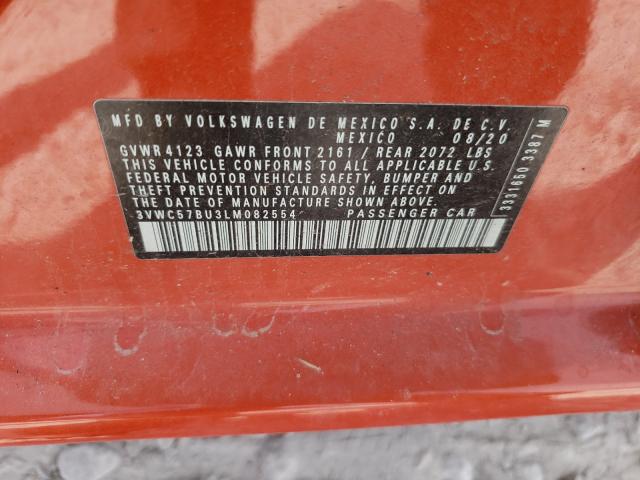 MFD BY VOLKSWAGEN DE MEXICO S.A. DE C.V.
MEXICO 08/20
GVWR 4123 GAWR FRONT 2161 / REAR 2072 LBS
THIS VEHICLE CONFORMS TO ALL APPLICABLE U.S.
FEDERAL MOTOR VEHICLE SAFETY, BUMPER AND
THEFT PREVENTION STANDARDS IN EFFECT ON
THE DATE OF MANUFACTURE SHOWN ABOVE.
3VWC57BU3LM082554 PASSENGER CAR
3331650 3387 M